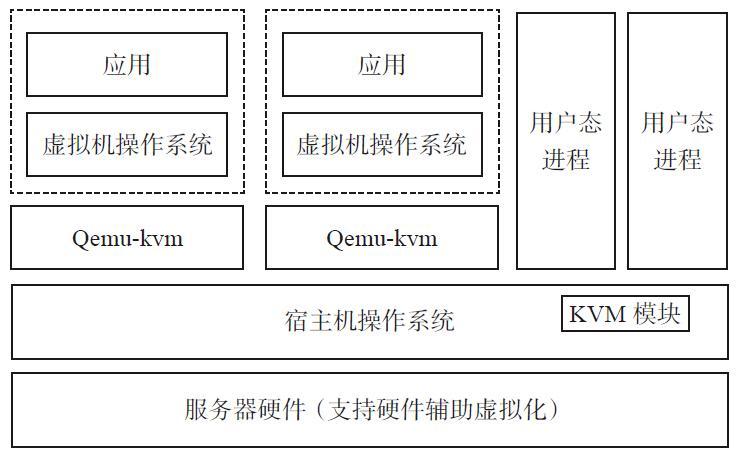 应用
应用
用户态
进程
用户态
进程
虚拟机操作系统
虚拟机操作系统
Qemu-kvm
Qemu-kvm
宿主机操作系统
KVM 模块
服务器硬件（支持硬件辅助虚拟化）